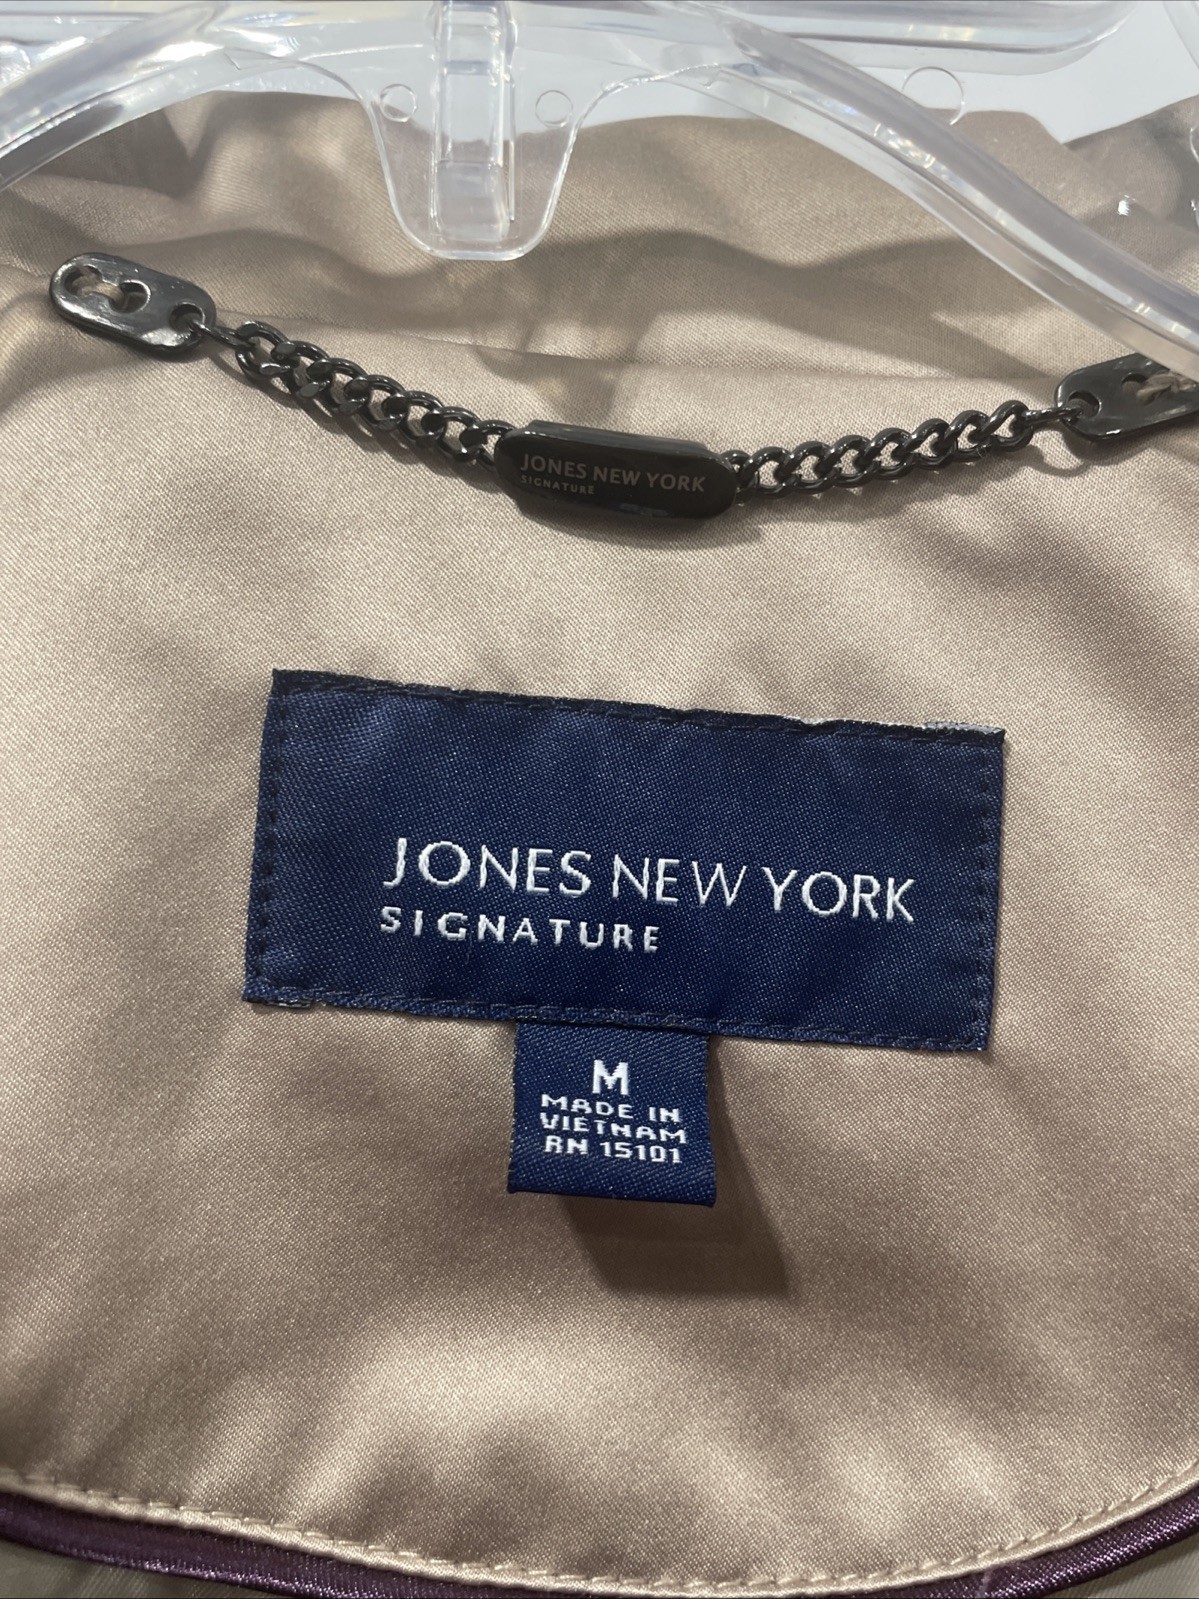 JONES NEW YORK
SIGNATURE
JONES NEW YORK
SIGNATURE
M
MADE IN
VIETNAM
RN 15101